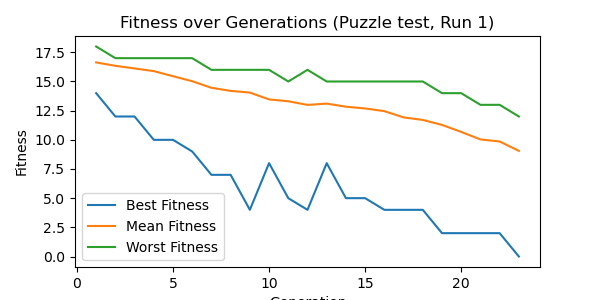 Fitness over Generations (Puzzle test, Run 1)
17.5
15.0
12.5
10.0
7.5
5.0
2.5
0.0
Fitness
Best Fitness
Mean Fitness
Worst Fitness
0 5 10 15 20
Generation